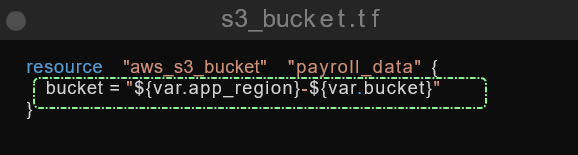 s3_bucket.tf
resource "aws_s3_bucket" "payroll_data" {
bucket = "${var.app_region}-${var.bucket}"
}